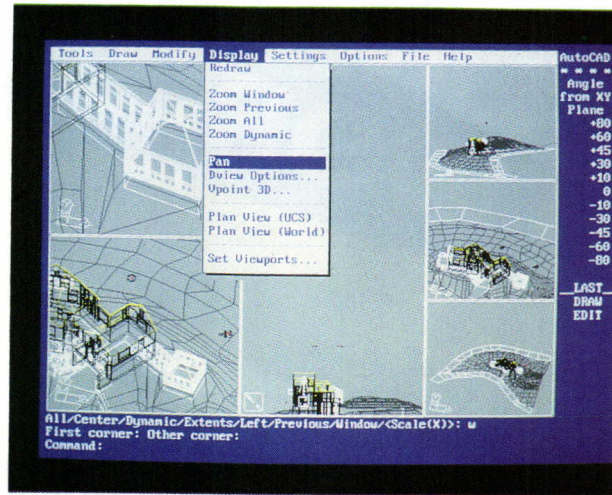 Tools Draw Modify Display Settings Options File Help
Redraw
Zoom Window
Zoom Previous
Zoom All
Zoom Dynamic
Pan
Dview Options...
Vpoint 3D...
Plan View (UCS)
Plan View (World)
Set Viewports...
AutoCAD
* * * *
Angle
from XY
Plane
+80
+60
+45
+30
+10
0
-10
-30
-45
-60
-80
__LAST__
DRAW
EDIT
All/Center/Dynamic/Extents/Left/Previous/Window/<Scale(X)>: w
First corner: Other corner:
Command: